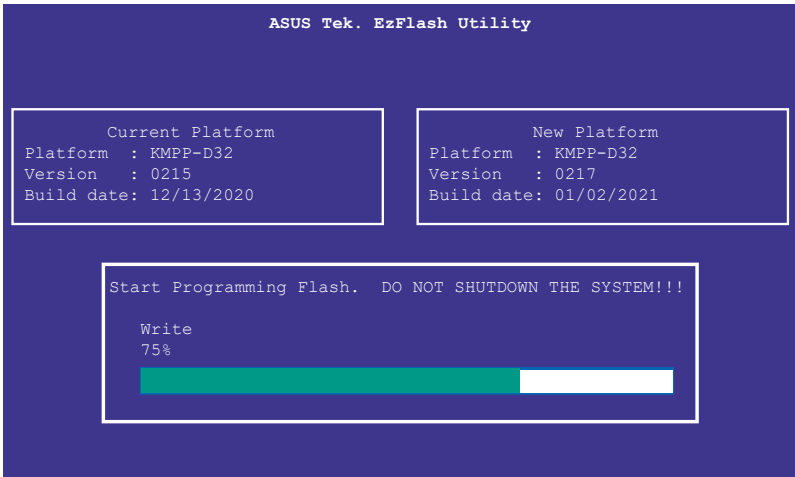 ASUS Tek. EzFlash Utility
Current Platform
Platform : KMPP-D32
Version : 0215
Build date: 12/13/2020
New Platform
Platform : KMPP-D32
Version : 0217
Build date: 01/02/2021
Start Programming Flash. DO NOT SHUTDOWN THE SYSTEM!!!
Write
75%